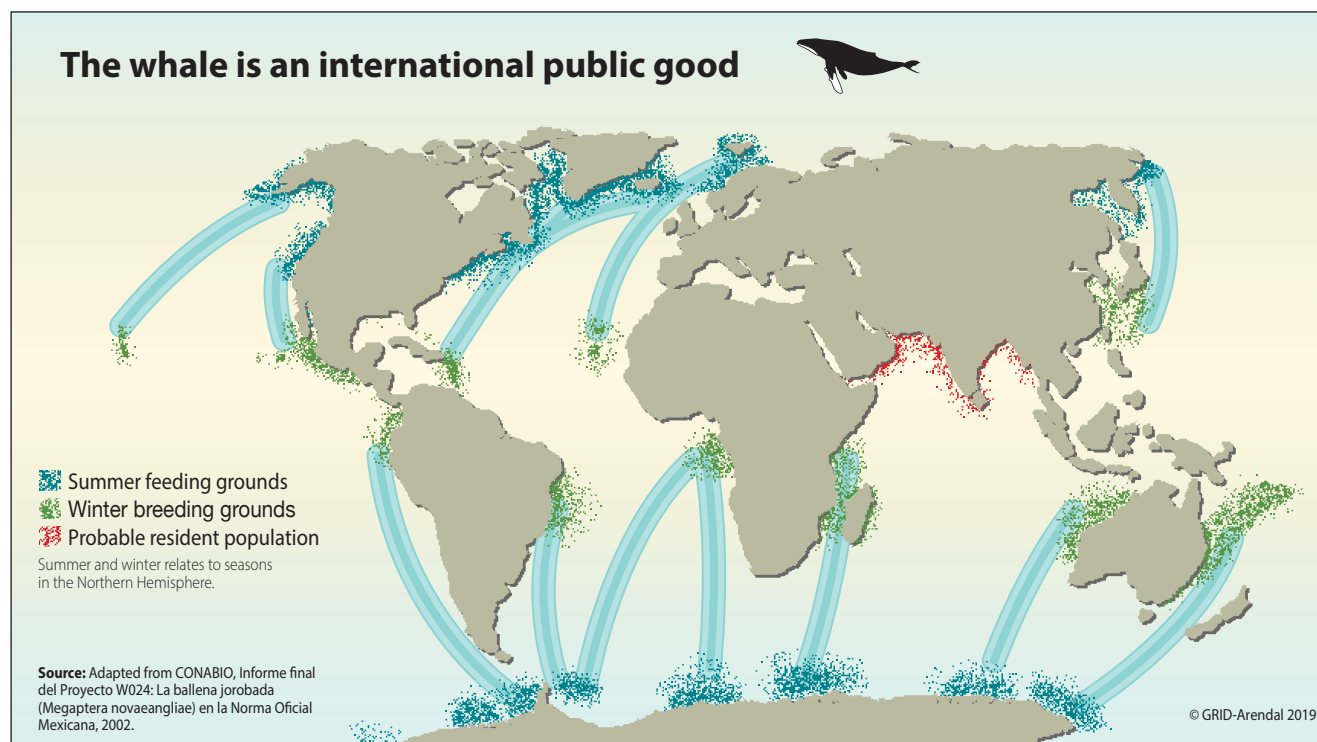 The whale is an international public good
Summer feeding grounds
Winter breeding grounds
Probable resident population
Summer and winter relates to seasons
in the Northern Hemisphere.
Source: Adapted from CONABIO, Informe final
del Proyecto W024: La ballena jorobada
(Megaptera novaeangliae) en la Norma Oficial
Mexicana, 2002.
© GRID-Arendal 2019